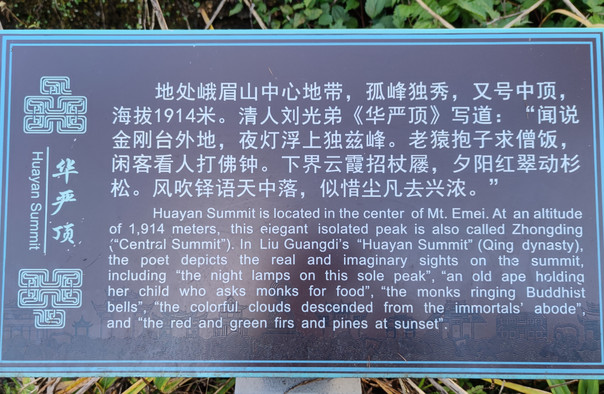 华严顶
Huayan Summit
地处峨眉山中心地带，孤峰独秀，又号中顶，
海拔1914米。清人刘光弟《华严顶》写道：“闻说
金刚台外地，夜灯浮上独兹峰。老猿抱子求僧饭，
闲客看人打佛钟。下界云霞招杖屦，夕阳红翠动杉
松。风吹铎语天中落，似惜尘凡去兴浓。”
Huayan Summit is located in the center of Mt. Emei. At an altitude
of 1,914 meters, this elegant isolated peak is also called Zhongding
(“Central Summit”). In Liu Guangdi’s “Huayan Summit” (Qing dynasty),
the poet depicts the real and imaginary sights on the summit,
including “the night lamps on this sole peak”, “an old ape holding
her child who asks monks for food”, “the monks ringing Buddhist
bells”, “the colorful clouds descended from the immortals’ abode”,
and “the red and green firs and pines at sunset”.